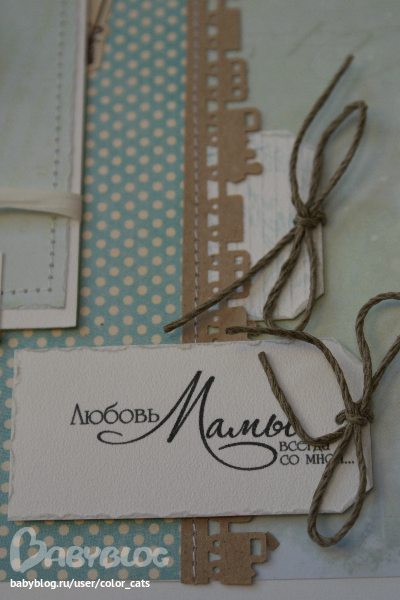 Любовь Мамы
всегда
со мной...
BABYBLOG
babyblog.ru/user/color_cats